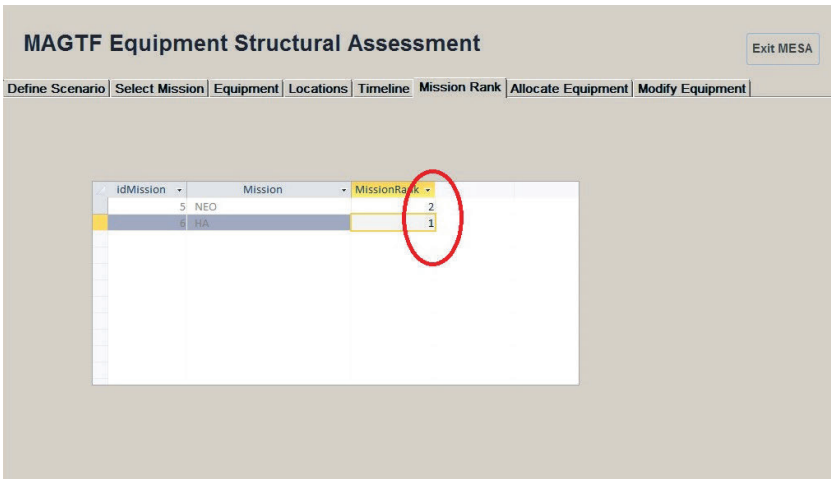 MAGTF Equipment Structural Assessment
Exit MESA
Define Scenario Select Mission Equipment Locations Timeline Mission Rank Allocate Equipment Modify Equipment
idMission Mission MissionRank
5 NEO 2
6 HA 1